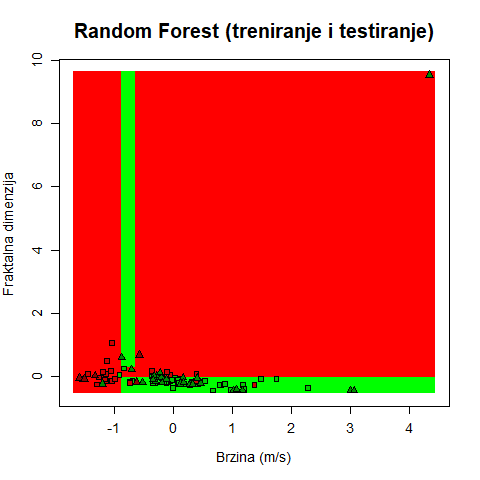 Random Forest (treniranje i testiranje)
10
8
6
4
2
0
Fraktalna dimenzija
-1 0 1 2 3 4
Brzina (m/s)